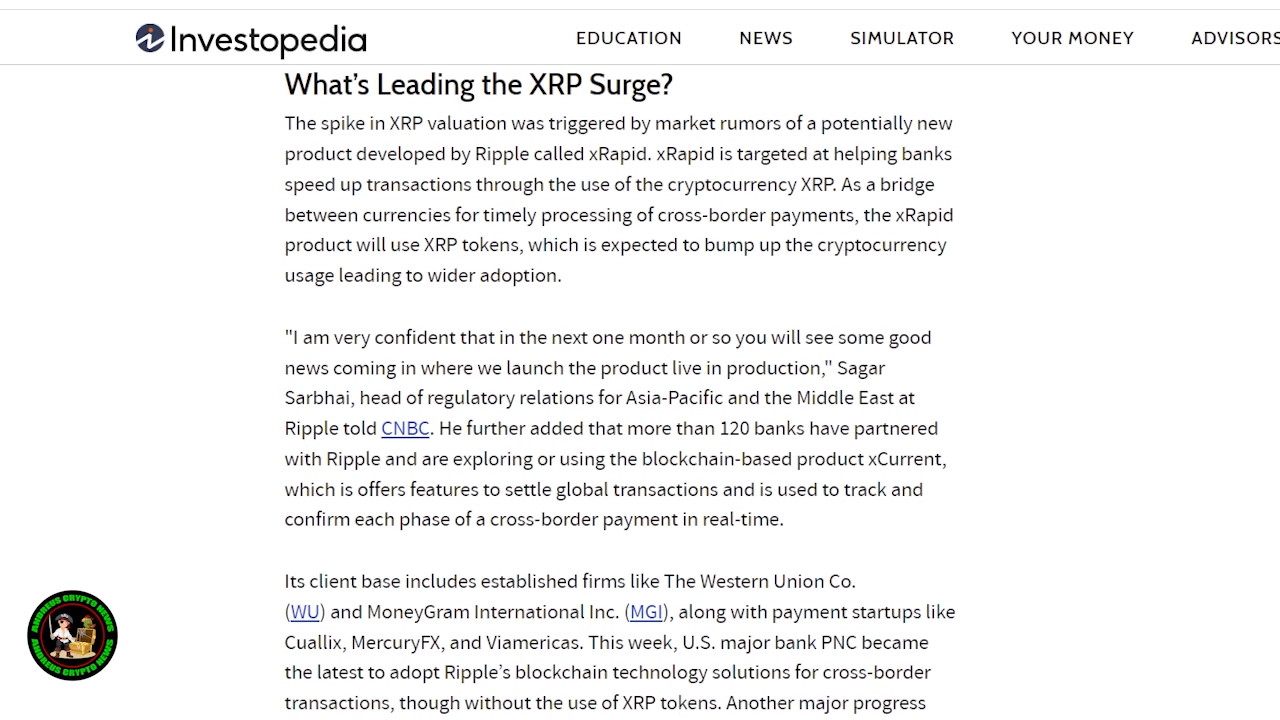 Investopedia
EDUCATION NEWS SIMULATOR YOUR MONEY ADVISORS
What’s Leading the XRP Surge?
The spike in XRP valuation was triggered by market rumors of a potentially new
product developed by Ripple called xRapid. xRapid is targeted at helping banks
speed up transactions through the use of the cryptocurrency XRP. As a bridge
between currencies for timely processing of cross-border payments, the xRapid
product will use XRP tokens, which is expected to bump up the cryptocurrency
usage leading to wider adoption.
"I am very confident that in the next one month or so you will see some good
news coming in where we launch the product live in production," Sagar
Sarbhai, head of regulatory relations for Asia-Pacific and the Middle East at
Ripple told CNBC. He further added that more than 120 banks have partnered
with Ripple and are exploring or using the blockchain-based product xCurrent,
which is offers features to settle global transactions and is used to track and
confirm each phase of a cross-border payment in real-time.
Its client base includes established firms like The Western Union Co.
(WU) and MoneyGram International Inc. (MGI), along with payment startups like
Cuallix, MercuryFX, and Viamericas. This week, U.S. major bank PNC became
the latest to adopt Ripple’s blockchain technology solutions for cross-border
transactions, though without the use of XRP tokens. Another major progress
ANDREUS CRYPTO NEWS
ANDREUS CRYPTO NEWS